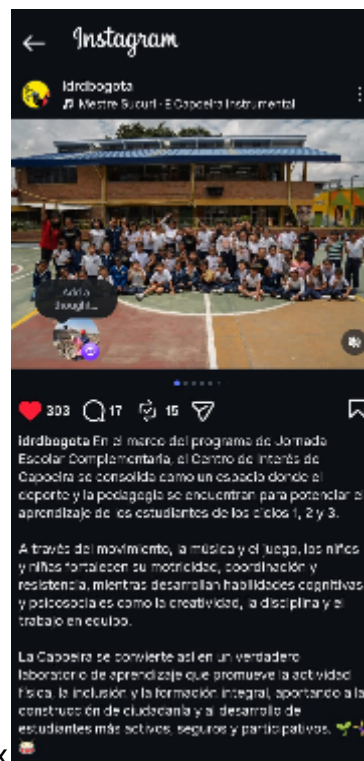 Instagram
idrdbogota
Mestre Sucuri · E Capoeira Instrumental
Add a
thought...
303 17 15
idrdbogota En el marco del programa de Jornada
Escolar Complementaria, el Centro de Interés de
Capoeira se consolida como un espacio donde el
deporte y la pedagogía se encuentran para potenciar el
aprendizaje de los estudiantes de los ciclos 1, 2 y 3.
A través del movimiento, la música y el juego, los niños
y niñas fortalecen su motricidad, coordinación y
resistencia, mientras desarrollan habilidades cognitivas
y psicosociales como la creatividad, la disciplina y el
trabajo en equipo.
La Capoeira se convierte así en un verdadero
laboratorio de aprendizaje que promueve la actividad
física, la inclusión y la formación integral, aportando a la
construcción de ciudadanía y al desarrollo de
estudiantes más activos, seguros y participativos.